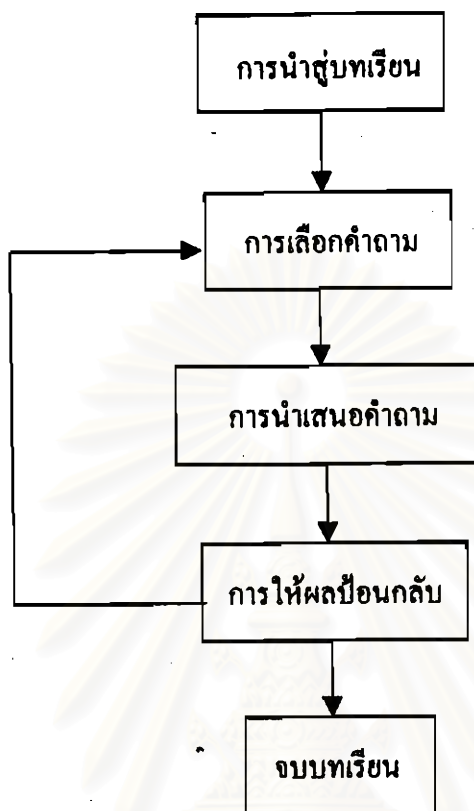 การนำสู่บทเรียน
การเลือกคำถาม
การนำเสนอคำถาม
การให้ผลป้อนกลับ
จบบทเรียน